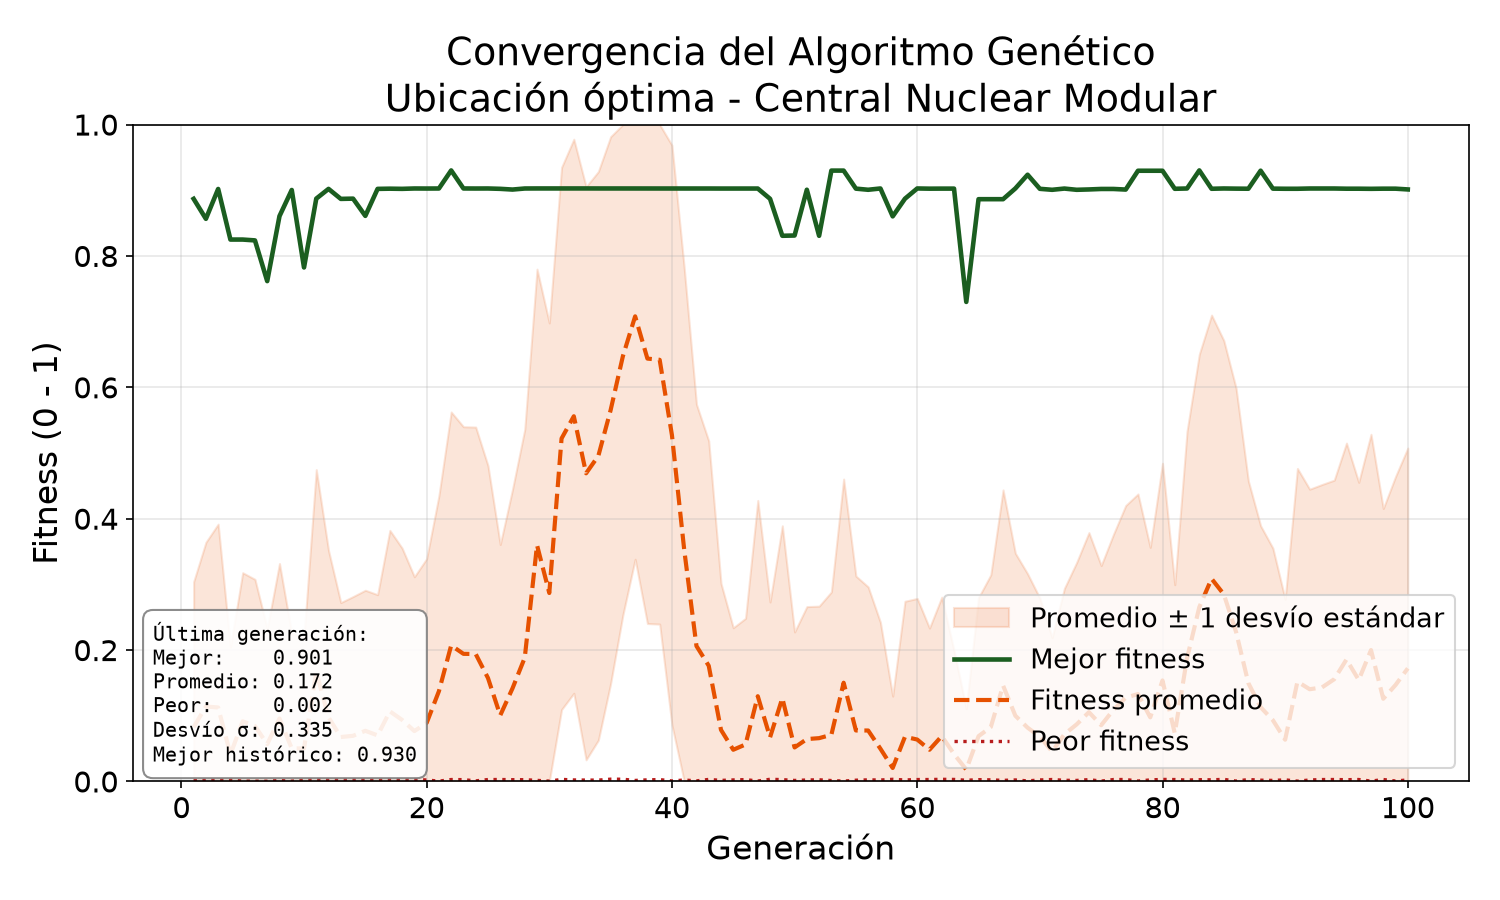 Convergencia del Algoritmo Genético
Ubicación óptima - Central Nuclear Modular
Fitness (0 - 1)
1.0
0.8
0.6
0.4
0.2
0.0
Última generación:
Mejor: 0.901
Promedio: 0.172
Peor: 0.002
Desvío σ: 0.335
Mejor histórico: 0.930
Promedio ± 1 desvío estándar
Mejor fitness
Fitness promedio
Peor fitness
0 20 40 60 80 100
Generación